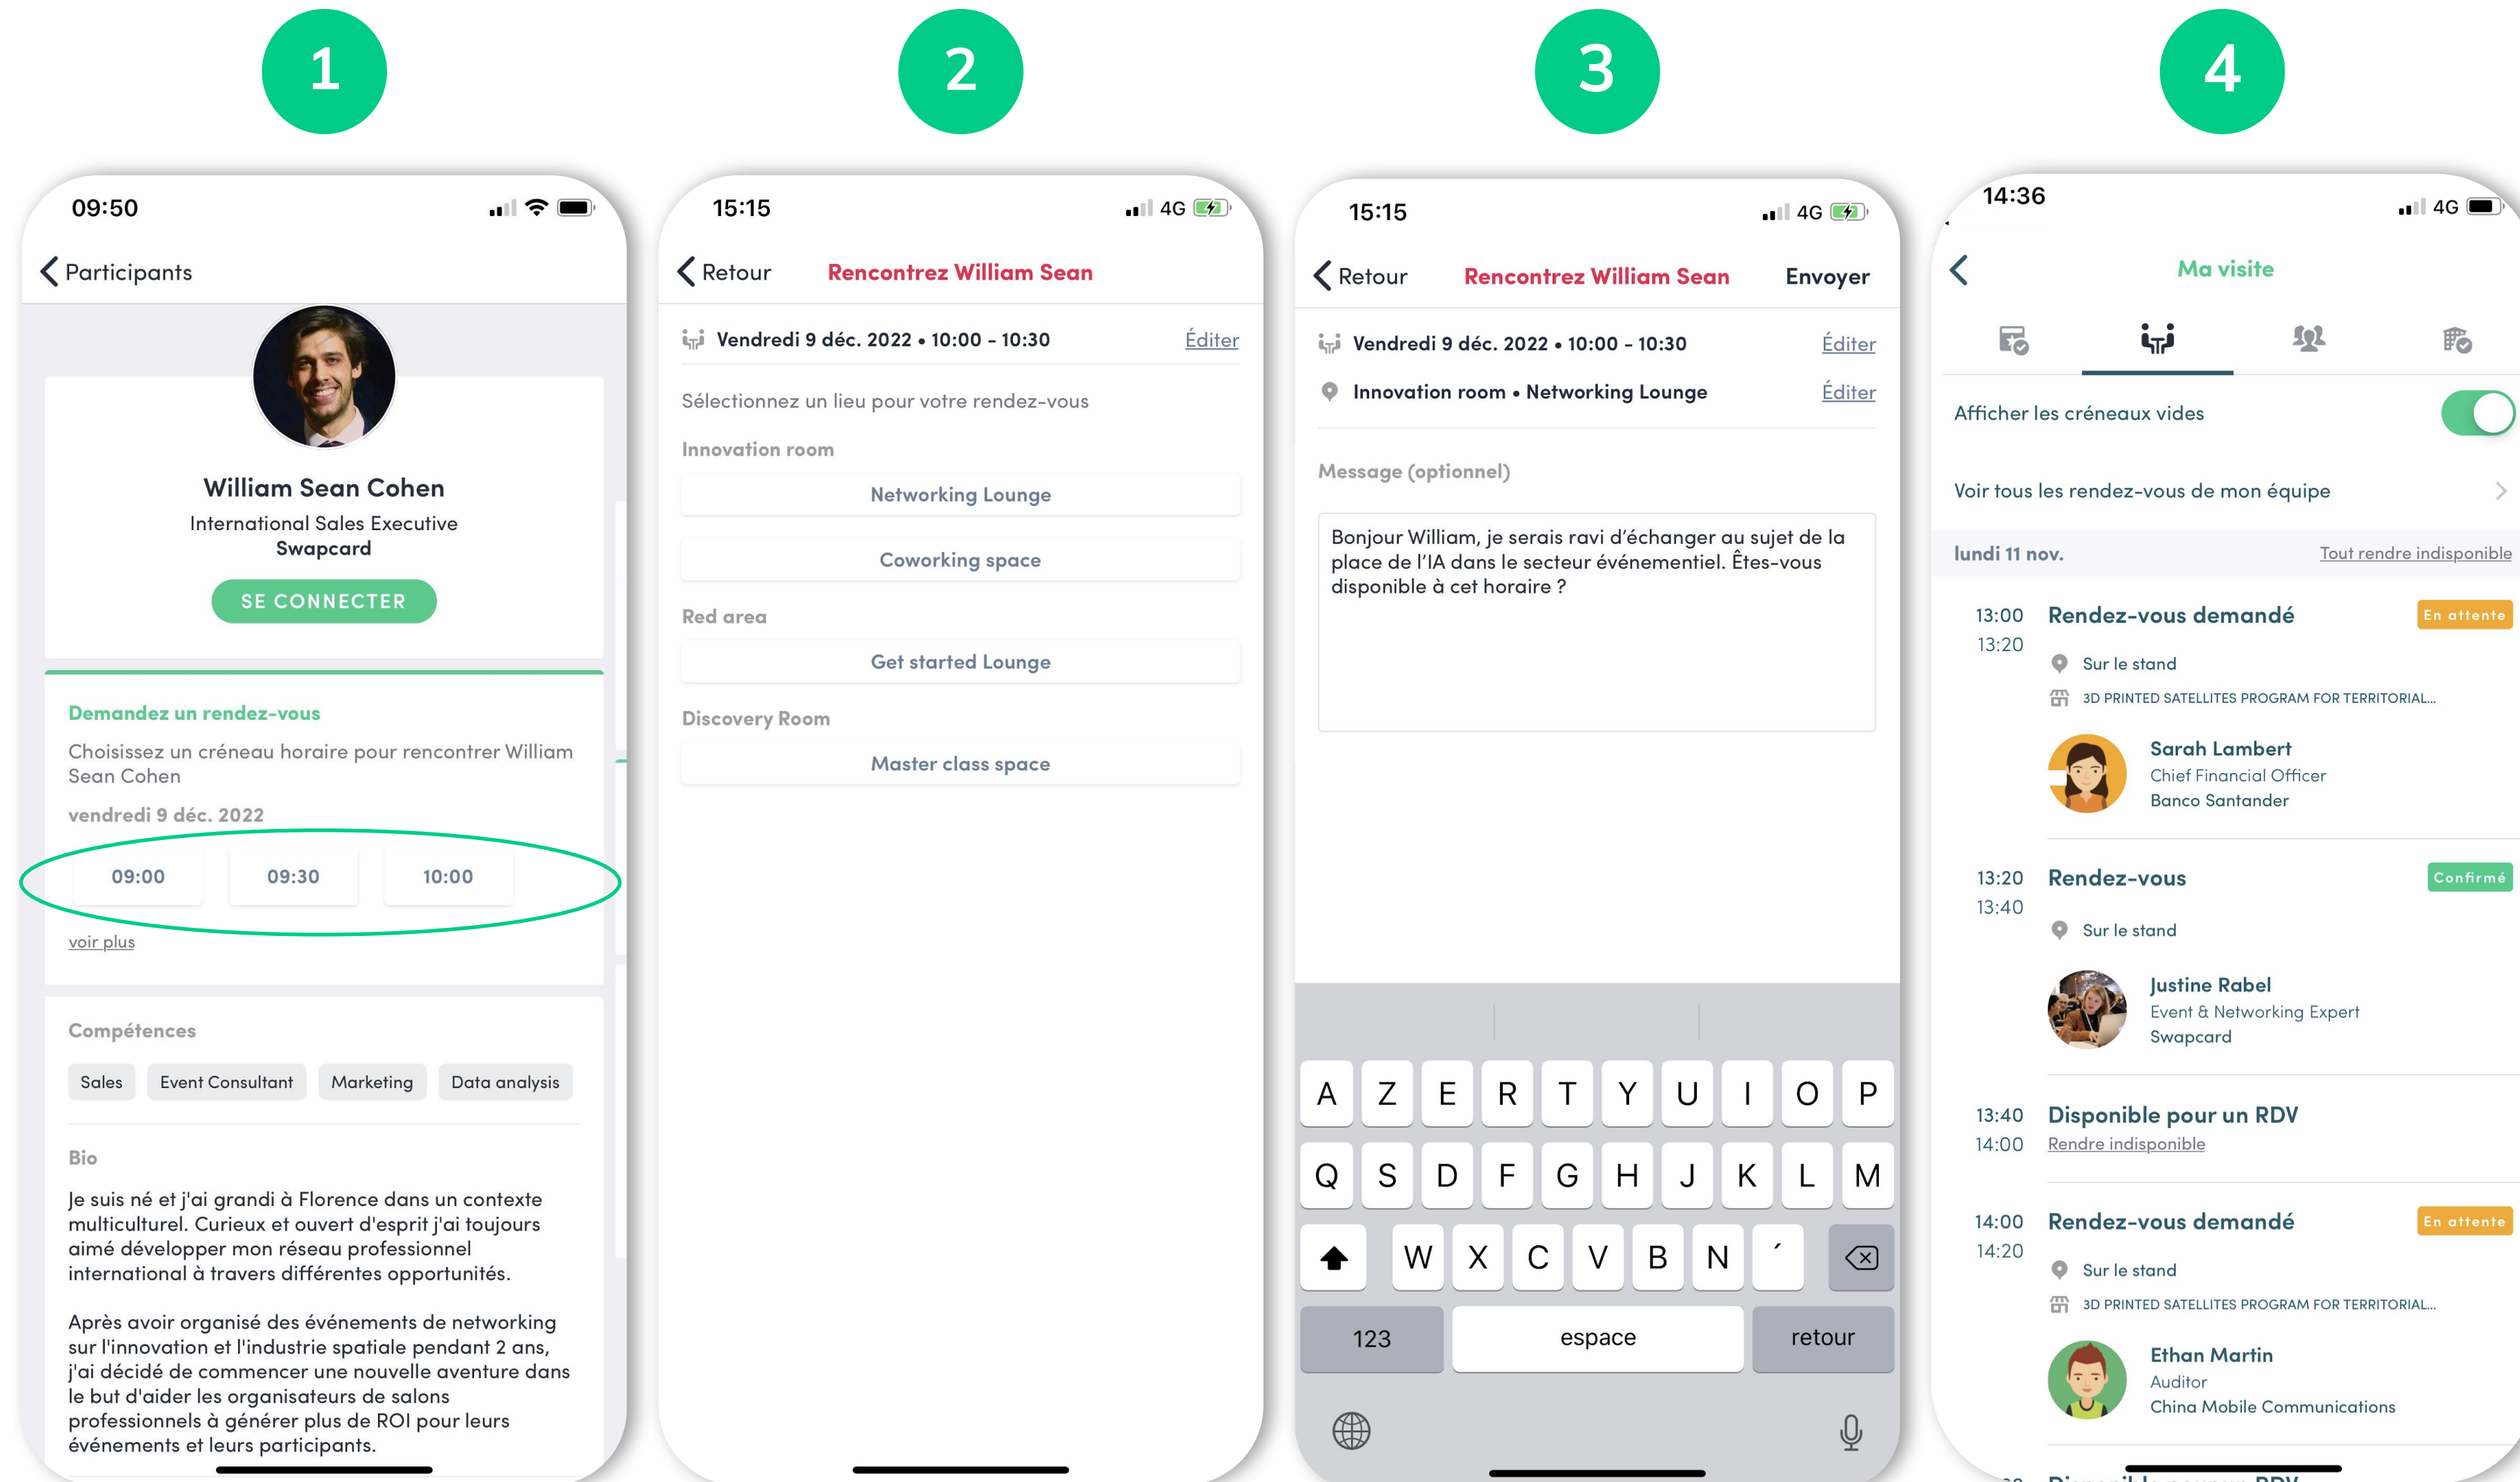 1
09:50
Participants
William Sean Cohen
International Sales Executive
Swapcard
SE CONNECTER
Demandez un rendez-vous
Choisissez un créneau horaire pour rencontrer William
Sean Cohen
vendredi 9 déc. 2022
09:00 09:30 10:00
voir plus
Compétences
Sales Event Consultant Marketing Data analysis
Bio
Je suis né et j'ai grandi à Florence dans un contexte
multiculturel. Curieux et ouvert d'esprit j'ai toujours
aimé développer mon réseau professionnel
international à travers différentes opportunités.
Après avoir organisé des événements de networking
sur l'innovation et l'industrie spatiale pendant 2 ans,
j'ai décidé de commencer une nouvelle aventure dans
le but d'aider les organisateurs de salons
professionnels à générer plus de ROI pour leurs
événements et leurs participants.
2
15:15 4G
Retour Rencontrez William Sean
Vendredi 9 déc. 2022 • 10:00 - 10:30 Éditer
Sélectionnez un lieu pour votre rendez-vous
Innovation room
Networking Lounge
Coworking space
Red area
Get started Lounge
Discovery Room
Master class space
3
15:15 4G
Retour Rencontrez William Sean Envoyer
Vendredi 9 déc. 2022 • 10:00 - 10:30 Éditer
Innovation room • Networking Lounge Éditer
Message (optionnel)
Bonjour William, je serais ravi d'échanger au sujet de la
place de l'IA dans le secteur événementiel. Êtes-vous
disponible à cet horaire ?
A Z E R T Y U I O P
Q S D F G H J K L M
W X C V B N ´
123 espace retour
4
14:36 4G
Ma visite
Afficher les créneaux vides
Voir tous les rendez-vous de mon équipe
lundi 11 nov. Tout rendre indisponible
13:00 Rendez-vous demandé En attente
13:20
Sur le stand
3D PRINTED SATELLITES PROGRAM FOR TERRITORIAL...
Sarah Lambert
Chief Financial Officer
Banco Santander
13:20 Rendez-vous Confirmé
13:40
Sur le stand
Justine Rabel
Event & Networking Expert
Swapcard
13:40 Disponible pour un RDV
14:00 Rendre indisponible
14:00 Rendez-vous demandé En attente
14:20
Sur le stand
3D PRINTED SATELLITES PROGRAM FOR TERRITORIAL...
Ethan Martin
Auditor
China Mobile Communications